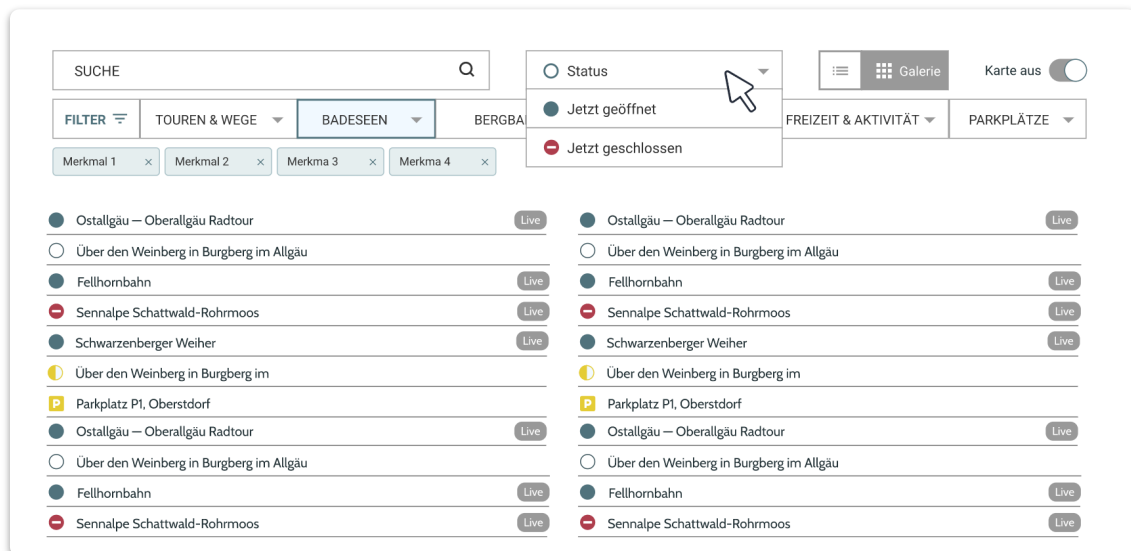 SUCHE
Status
Galerie
Karte aus
Jetzt geöffnet
Jetzt geschlossen
FILTER
TOUREN & WEGE
BADESEEN
FREIZEIT & AKTIVITÄT
PARKPLÄTZE
Merkmal 1 ×
Merkmal 2 ×
Merkma 3 ×
Merkma 4 ×
Ostallgäu — Oberallgäu Radtour Live
Über den Weinberg in Burgberg im Allgäu
Fellhornbahn Live
Sennalpe Schattwald-Rohrmoos Live
Schwarzenberger Weiher Live
Über den Weinberg in Burgberg im
P Parkplatz P1, Oberstdorf
Ostallgäu — Oberallgäu Radtour Live
Über den Weinberg in Burgberg im Allgäu
Fellhornbahn Live
Sennalpe Schattwald-Rohrmoos Live
Ostallgäu — Oberallgäu Radtour Live
Über den Weinberg in Burgberg im Allgäu
Fellhornbahn Live
Sennalpe Schattwald-Rohrmoos Live
Schwarzenberger Weiher Live
Über den Weinberg in Burgberg im
P Parkplatz P1, Oberstdorf
Ostallgäu — Oberallgäu Radtour Live
Über den Weinberg in Burgberg im Allgäu
Fellhornbahn Live
Sennalpe Schattwald-Rohrmoos Live